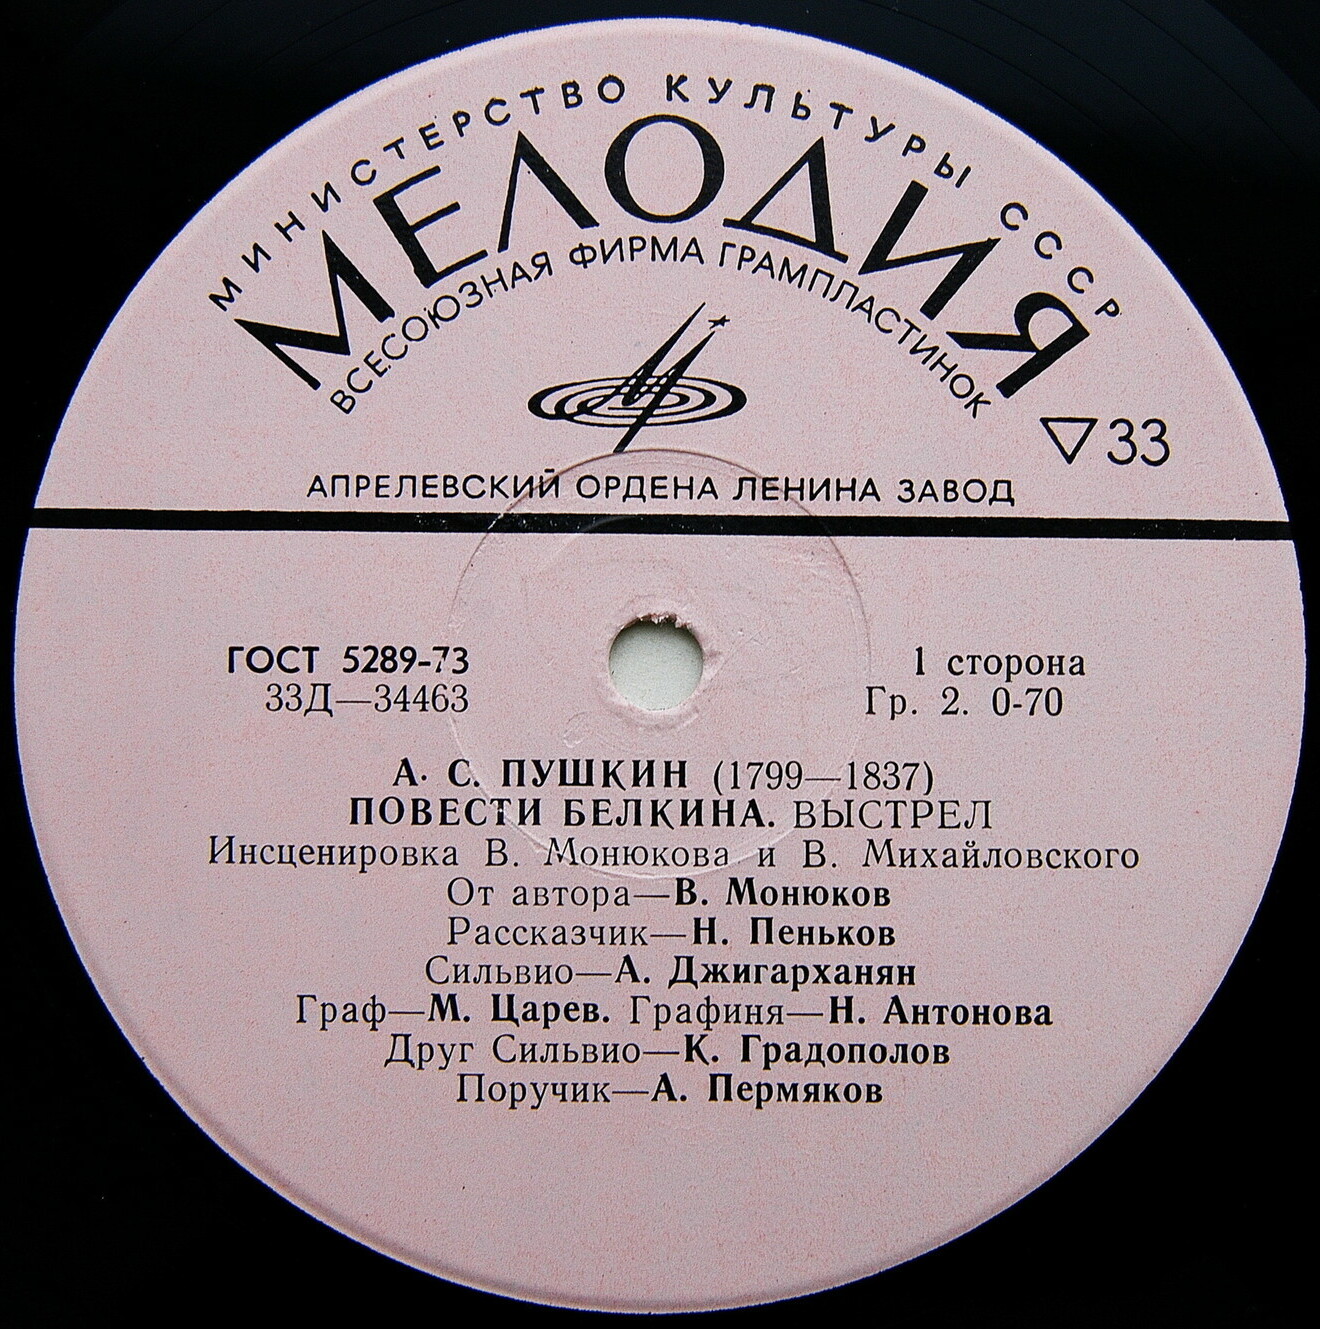 МИНИСТЕРСТВО КУЛЬТУРЫ СССР
МЕЛОДИЯ
ВСЕСОЮЗНАЯ ФИРМА ГРАМПЛАСТИНОК
▽33
АПРЕЛЕВСКИЙ ОРДЕНА ЛЕНИНА ЗАВОД
ГОСТ 5289-73
33Д—34463
1 сторона
Гр. 2. 0-70
А. С. ПУШКИН (1799—1837)
ПОВЕСТИ БЕЛКИНА. ВЫСТРЕЛ
Инсценировка В. Монюкова и В. Михайловского
От автора—В. Монюков
Рассказчик—Н. Пеньков
Сильвио—А. Джигарханян
Граф—М. Царев. Графиня—Н. Антонова
Друг Сильвио—К. Градополов
Поручик—А. Пермяков